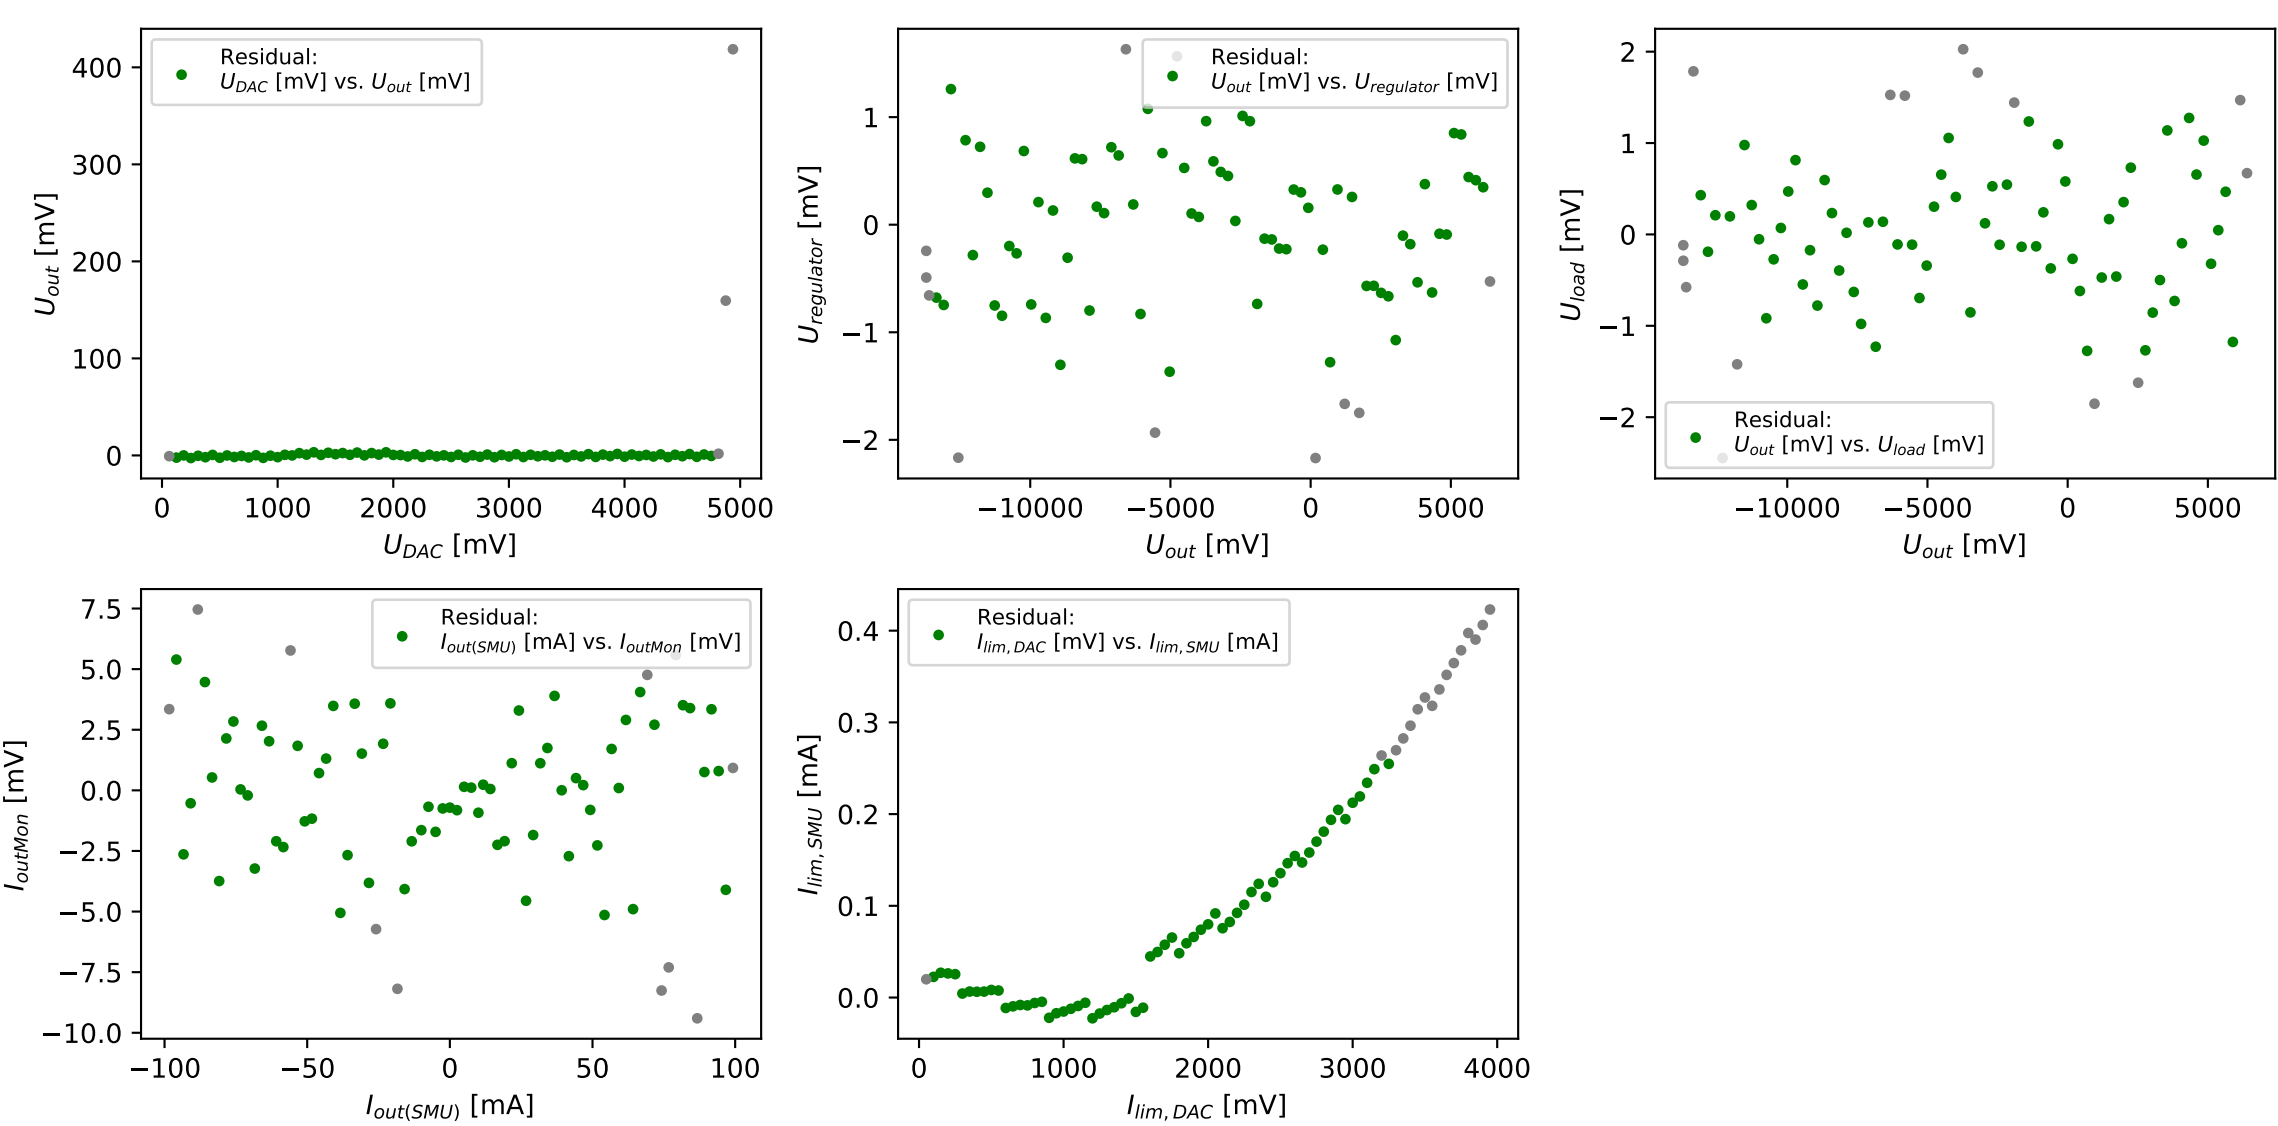 400
300
200
100
0
U_out [mV]
Residual:
U_DAC [mV] vs. U_out [mV]
0 1000 2000 3000 4000 5000
U_DAC [mV]
1
0
−1
−2
U_regulator [mV]
Residual:
U_out [mV] vs. U_regulator [mV]
−10000 −5000 0 5000
U_out [mV]
2
1
0
−1
−2
U_load [mV]
Residual:
U_out [mV] vs. U_load [mV]
−10000 −5000 0 5000
U_out [mV]
7.5
5.0
2.5
0.0
−2.5
−5.0
−7.5
−10.0
I_outMon [mV]
Residual:
I_out(SMU) [mA] vs. I_outMon [mV]
−100 −50 0 50 100
I_out(SMU) [mA]
0.4
0.3
0.2
0.1
0.0
I_lim,SMU [mA]
Residual:
I_lim,DAC [mV] vs. I_lim,SMU [mA]
0 1000 2000 3000 4000
I_lim,DAC [mV]